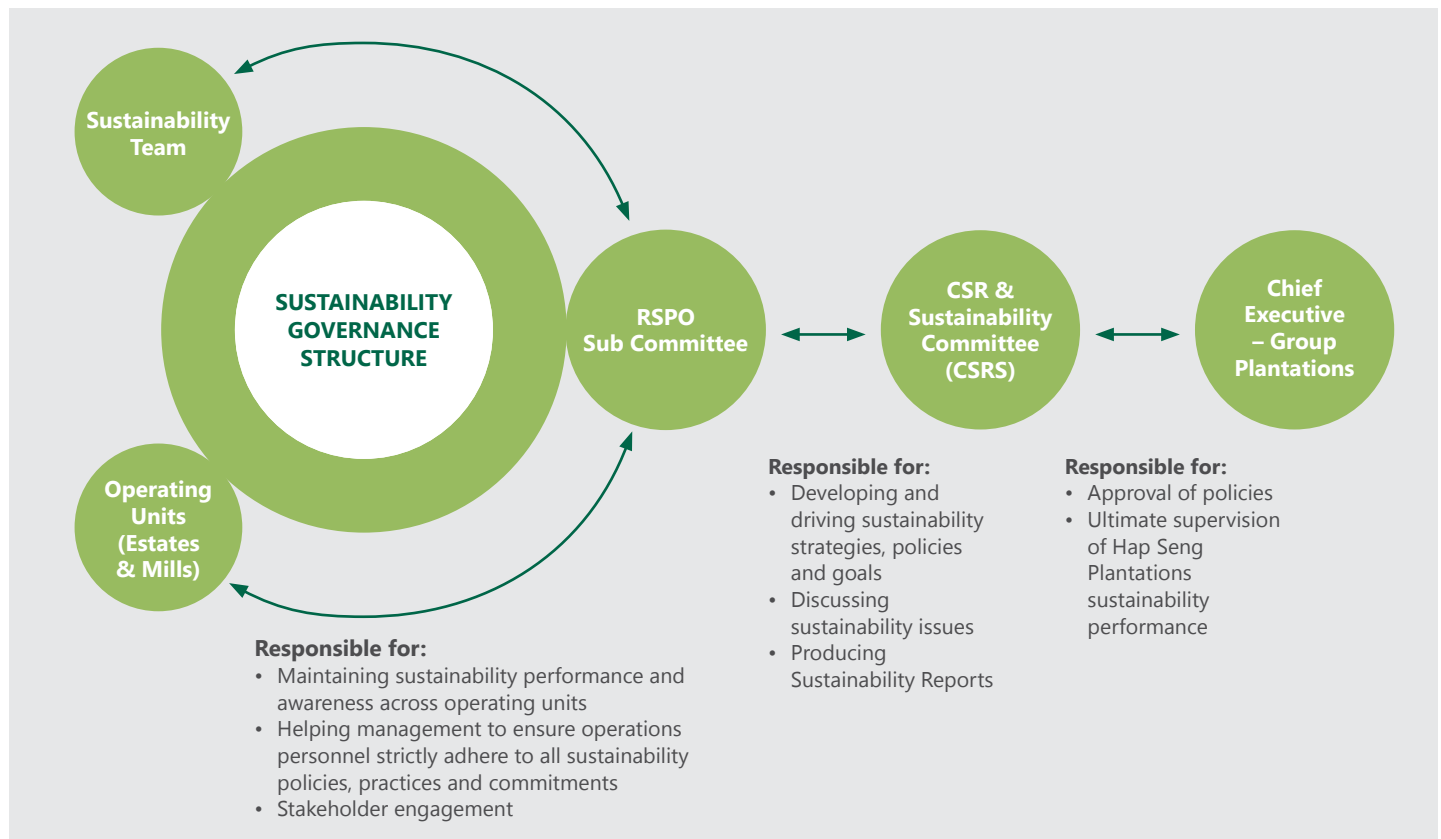 Sustainability
Team
SUSTAINABILITY
GOVERNANCE
STRUCTURE
RSPO
Sub Committee
CSR &
Sustainability
Committee
(CSRS)
Chief
Executive
– Group
Plantations
Operating
Units
(Estates
& Mills)
Responsible for:
• Maintaining sustainability performance and
awareness across operating units
• Helping management to ensure operations
personnel strictly adhere to all sustainability
policies, practices and commitments
• Stakeholder engagement
Responsible for:
• Developing and
driving sustainability
strategies, policies
and goals
• Discussing
sustainability issues
• Producing
Sustainability Reports
Responsible for:
• Approval of policies
• Ultimate supervision
of Hap Seng
Plantations
sustainability
performance